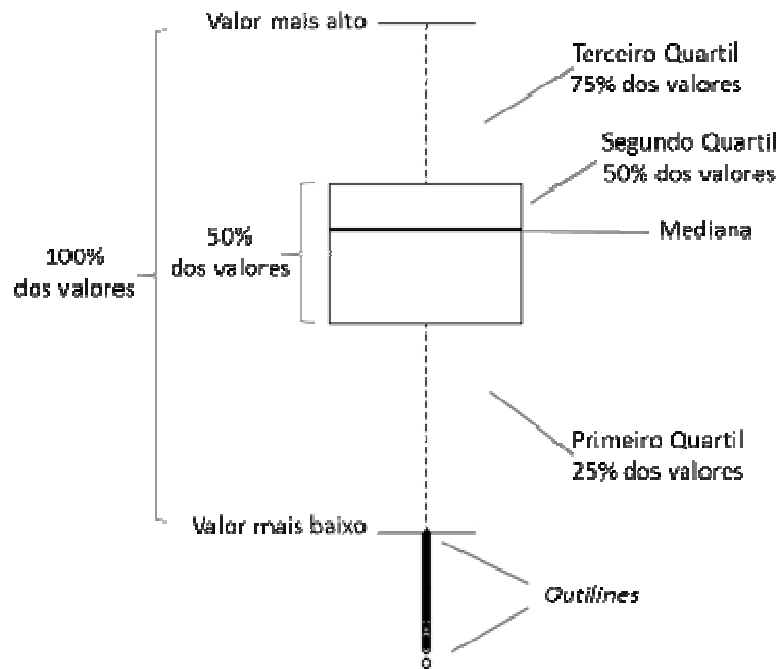 Valor mais alto
Terceiro Quartil
75% dos valores
Segundo Quartil
50% dos valores
Mediana
50%
dos valores
100%
dos valores
Primeiro Quartil
25% dos valores
Valor mais baixo
Outilines